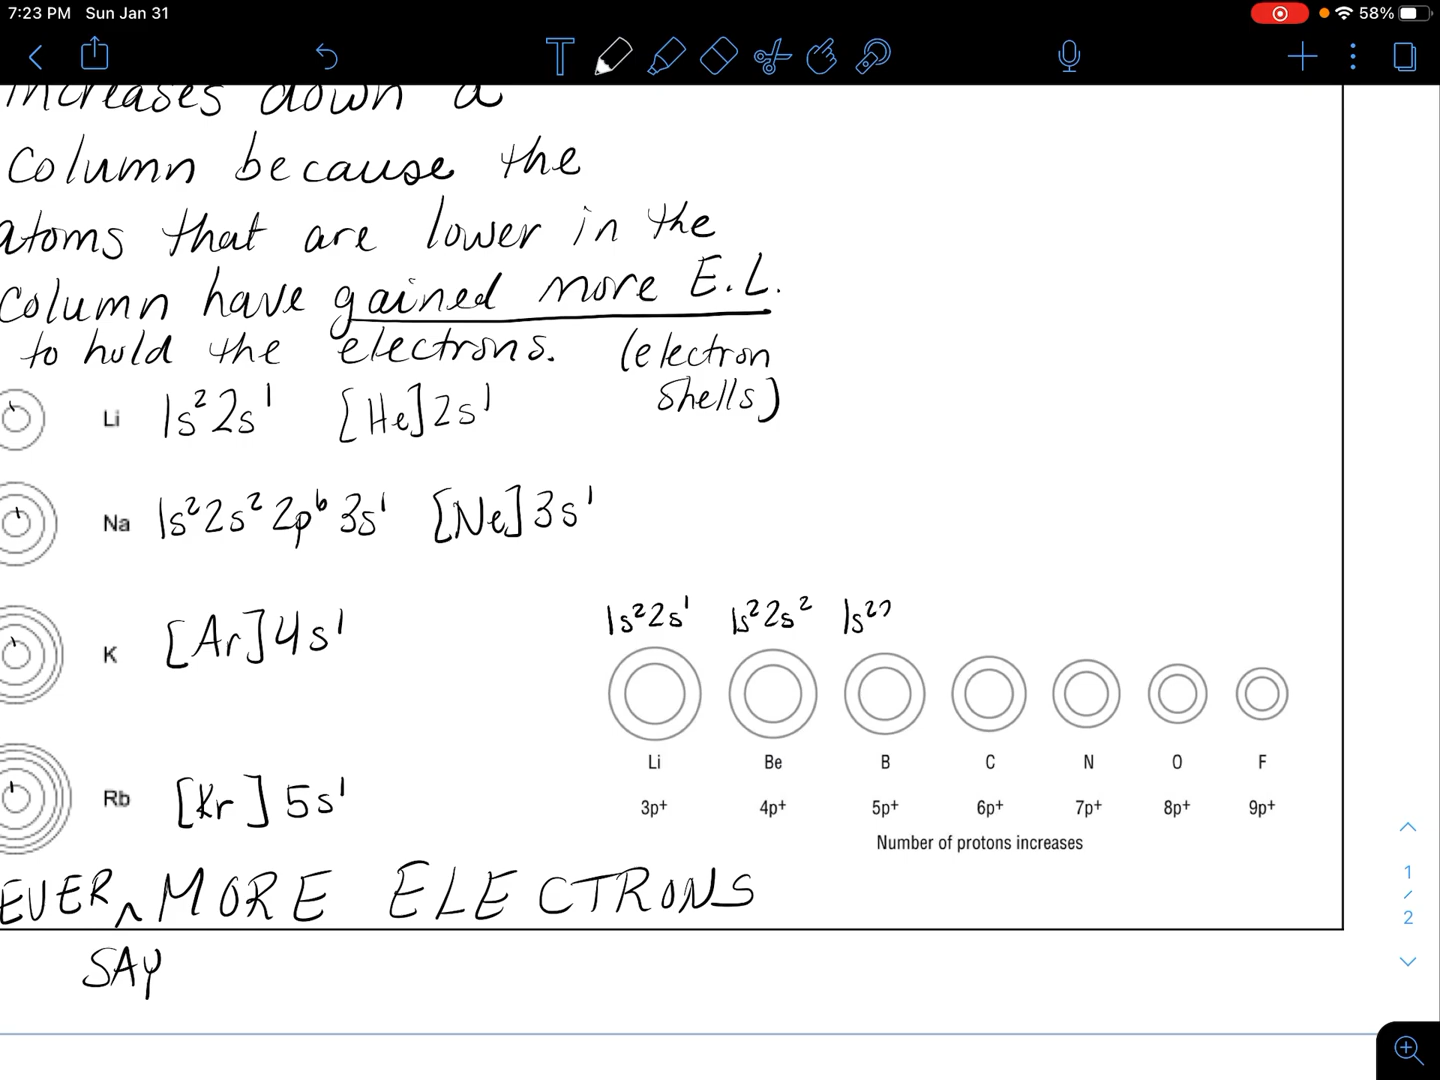 7:23 PM Sun Jan 31 58%
increases down a
column because the
atoms that are lower in the
column have gained more E.L.
to hold the electrons. (electron
shells)
Li 1s²2s¹ [He]2s¹
Na 1s²2s²2p⁶3s¹ [Ne]3s¹
K [Ar]4s¹
1s²2s¹ 1s²2s² 1s²2
Li Be B C N O F
3p+ 4p+ 5p+ 6p+ 7p+ 8p+ 9p+
Number of protons increases
Rb [Kr]5s¹
EVER ^ MORE ELECTRONS
SAY
1
/
2